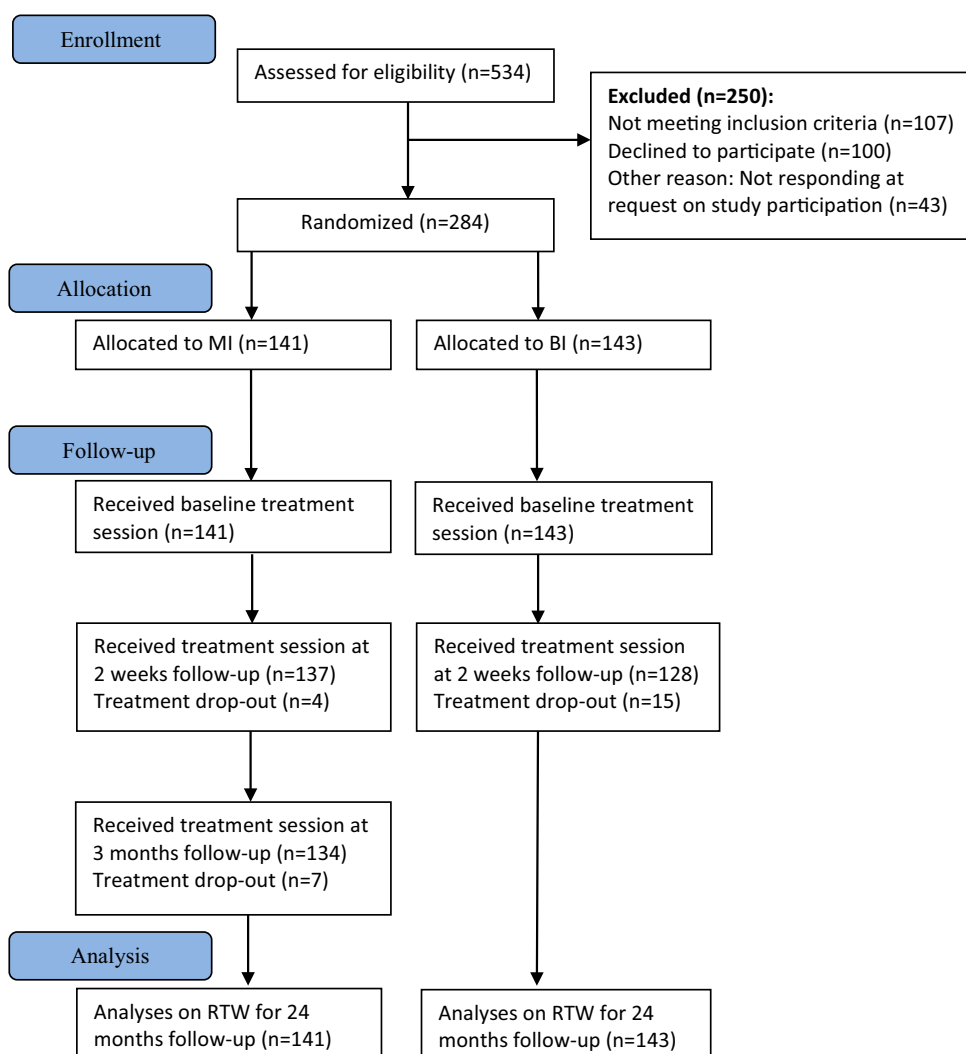 Enrollment
Assessed for eligibility (n=534)
Excluded (n=250):
Not meeting inclusion criteria (n=107)
Declined to participate (n=100)
Other reason: Not responding at
request on study participation (n=43)
Randomized (n=284)
Allocation
Allocated to MI (n=141)
Allocated to BI (n=143)
Follow-up
Received baseline treatment
session (n=141)
Received baseline treatment
session (n=143)
Received treatment session at
2 weeks follow-up (n=137)
Treatment drop-out (n=4)
Received treatment session
at 2 weeks follow-up (n=128)
Treatment drop-out (n=15)
Received treatment session at
3 months follow-up (n=134)
Treatment drop-out (n=7)
Analysis
Analyses on RTW for 24
months follow-up (n=141)
Analyses on RTW for 24
months follow-up (n=143)